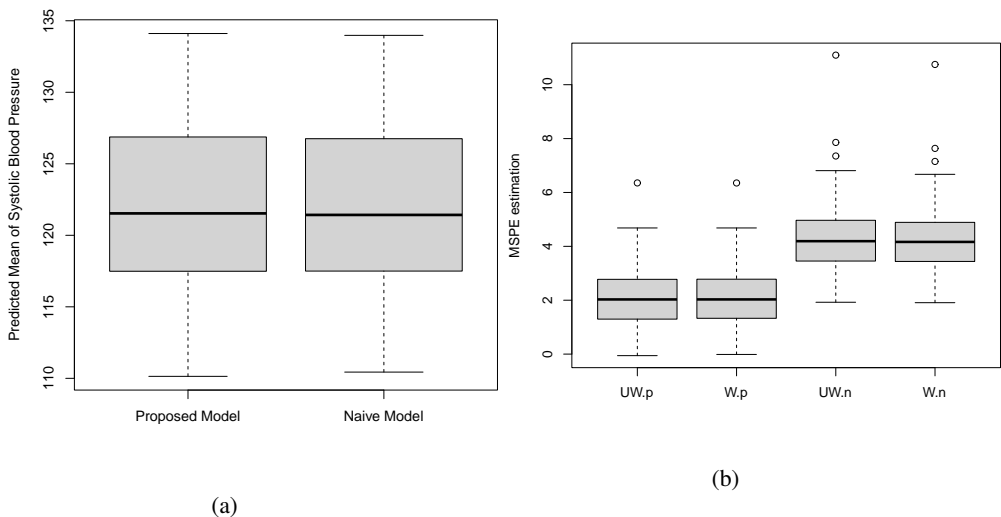 Predicted Mean of Systolic Blood Pressure
135
130
125
120
115
110
Proposed Model Naive Model
(a)
MSPE estimation
10
8
6
4
2
0
UW.p W.p UW.n W.n
(b)